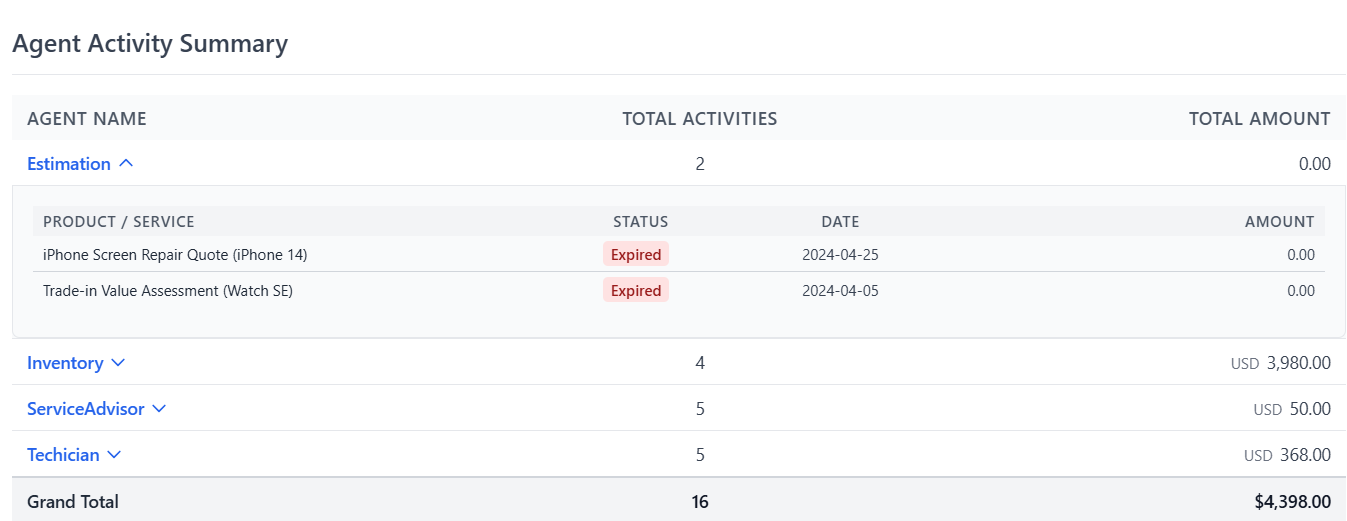 Agent Activity Summary
AGENT NAME TOTAL ACTIVITIES TOTAL AMOUNT
Estimation 2 0.00
PRODUCT / SERVICE STATUS DATE AMOUNT
iPhone Screen Repair Quote (iPhone 14) Expired 2024-04-25 0.00
Trade-in Value Assessment (Watch SE) Expired 2024-04-05 0.00
Inventory 4 USD 3,980.00
ServiceAdvisor 5 USD 50.00
Techician 5 USD 368.00
Grand Total 16 $4,398.00